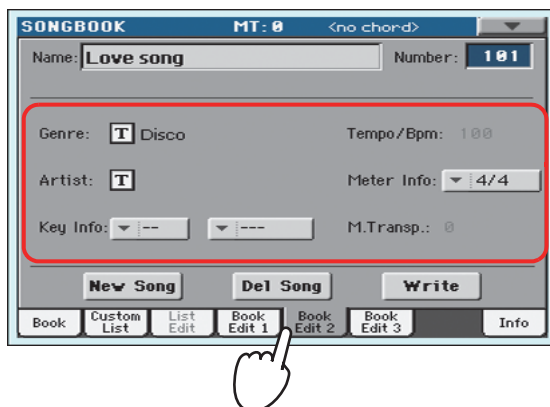 SONGBOOK MT:0 <no chord>
Name: Love song Number: 101
Genre: T Disco Tempo/Bpm: 100
Artist: T Meter Info: 4/4
Key Info: -- --- M.Transp.: 0
New Song Del Song Write
Book Custom List List Edit Book Edit 1 Book Edit 2 Book Edit 3 Info